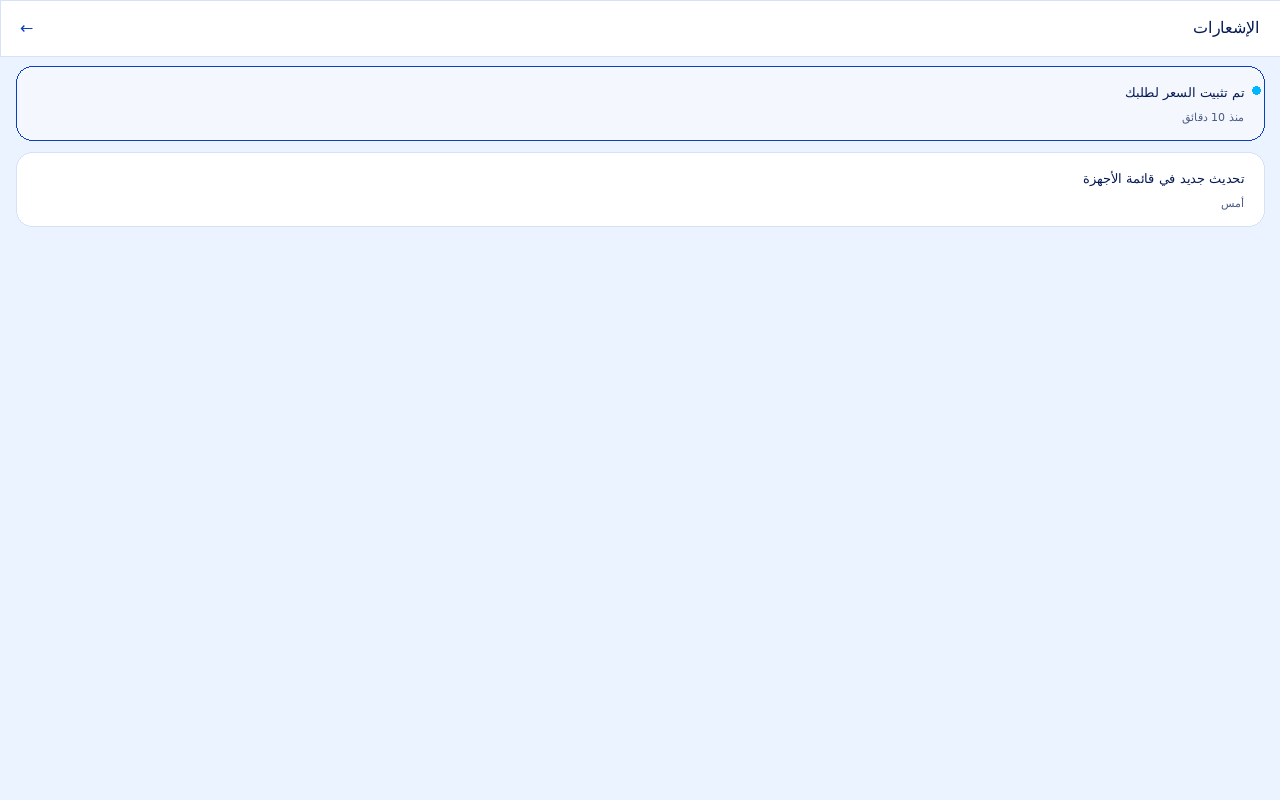 الإشعارات
←
تم تثبيت السعر لطلبك
منذ 10 دقائق
تحديث جديد في قائمة الأجهزة
أمس